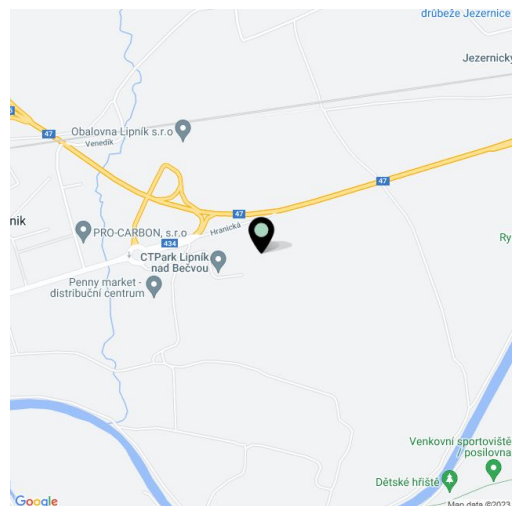 drůbeže Jezernice
Jezernický
Obalovna Lipník s.r.o
47
Venedik
47
47
nik
PRO-CARBON, s.r.o
Hranická
434
CTPark Lipník
nad Bečvou
Penny market -
distribuční centrum
Ry
Venkovní sportoviště
/ posilovna
Dětské hřiště
Google
Map data ©2023